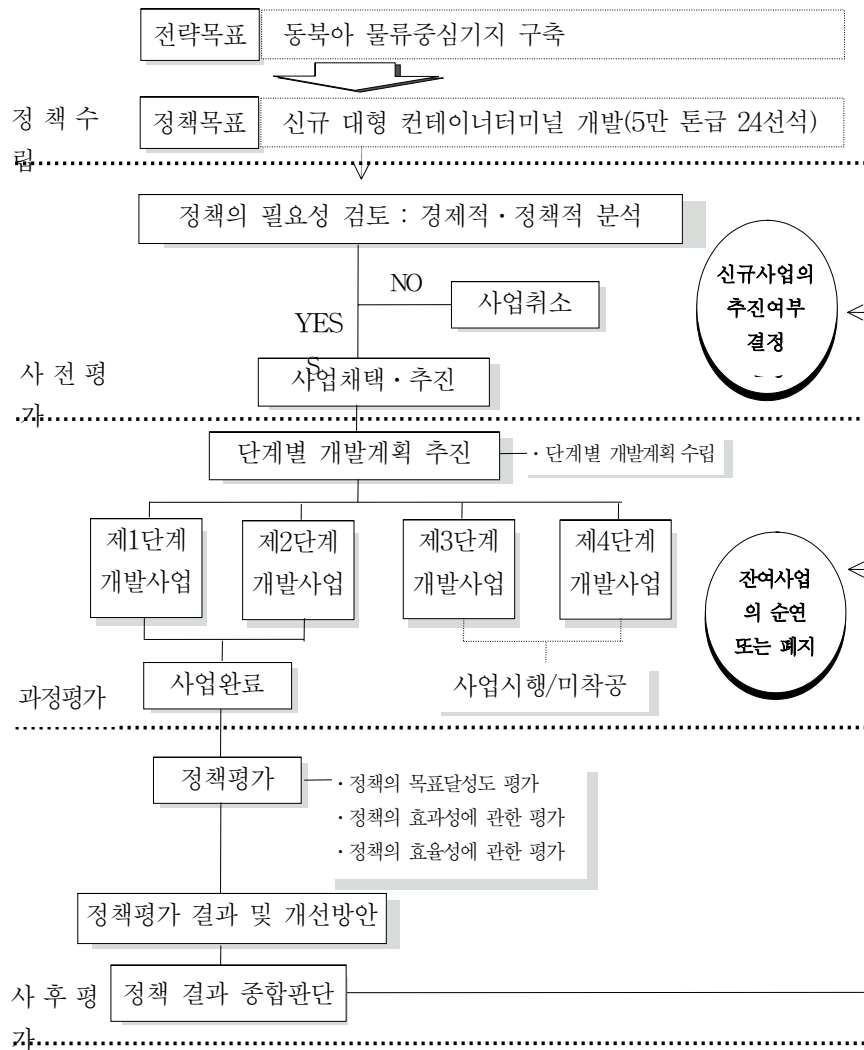 전략목표 동북아 물류중심기지 구축
정 책 수
립
정책목표 신규 대형 컨테이너터미널 개발(5만 톤급 24선석)
정책의 필요성 검토 : 경제적·정책적 분석
NO
사업취소
YES
S
신규사업의
추진여부
결정
사 전 평
가
사업채택·추진
단계별 개발계획 추진 · 단계별 개발계획 수립
제1단계
개발사업
제2단계
개발사업
제3단계
개발사업
제4단계
개발사업
잔여사업
의 순연
또는 폐지
과정평가
사업완료
사업시행/미착공
정책평가
· 정책의 목표달성도 평가
· 정책의 효과성에 관한 평가
· 정책의 효율성에 관한 평가
정책평가 결과 및 개선방안
사 후 평
가
정책 결과 종합판단